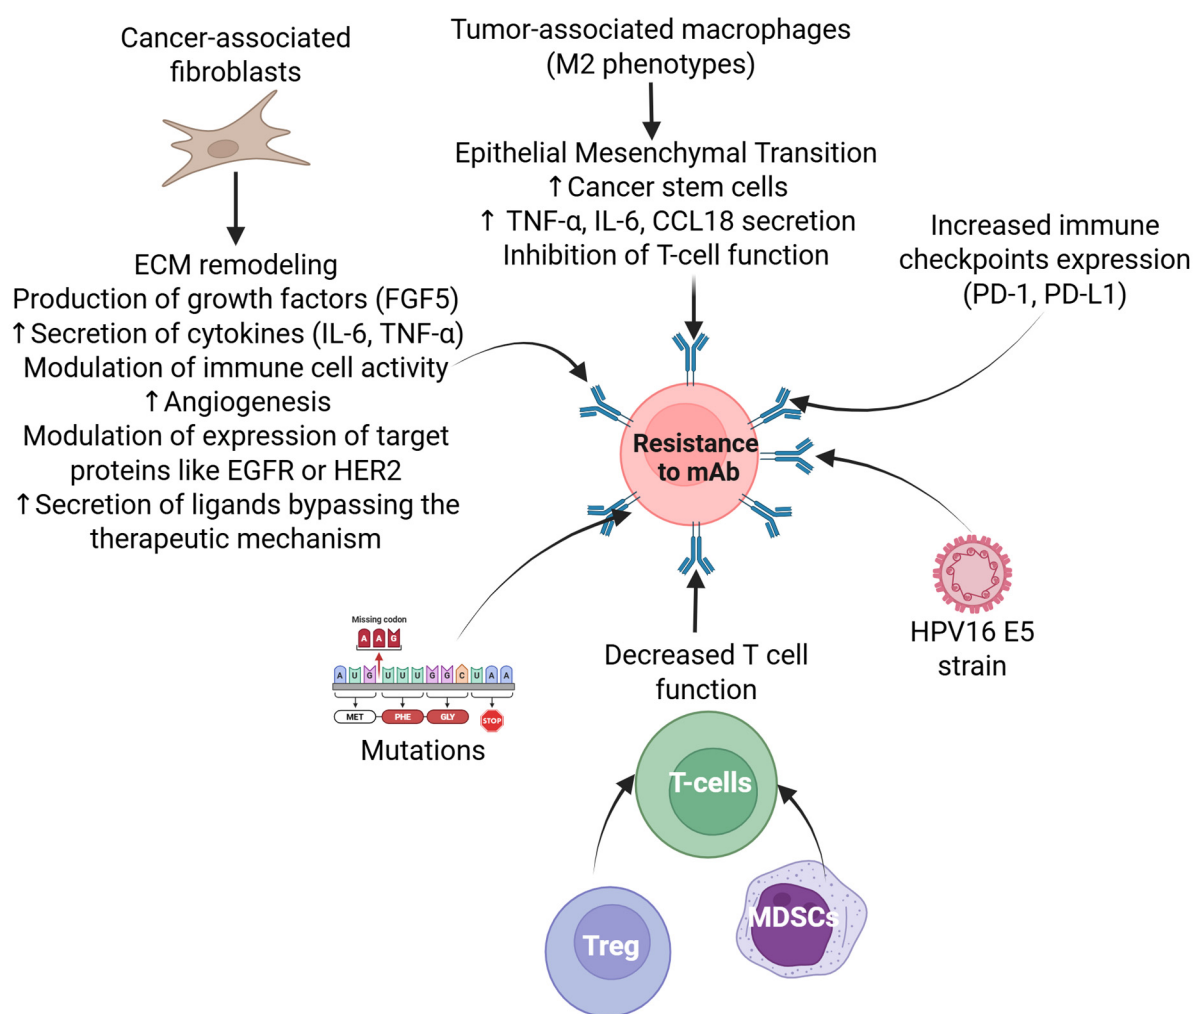 Cancer-associated
fibroblasts
Tumor-associated macrophages
(M2 phenotypes)
Epithelial Mesenchymal Transition
↑Cancer stem cells
↑ TNF-α, IL-6, CCL18 secretion
Inhibition of T-cell function
Increased immune
checkpoints expression
(PD-1, PD-L1)
ECM remodeling
Production of growth factors (FGF5)
↑Secretion of cytokines (IL-6, TNF-α)
Modulation of immune cell activity
↑Angiogenesis
Modulation of expression of target
proteins like EGFR or HER2
↑Secretion of ligands bypassing the
therapeutic mechanism
Resistance
to mAb
HPV16 E5
strain
Missing codon
A A G
A U G U U U G G C U A A
MET PHE GLY STOP
Mutations
Decreased T cell
function
T-cells
Treg
MDSCs